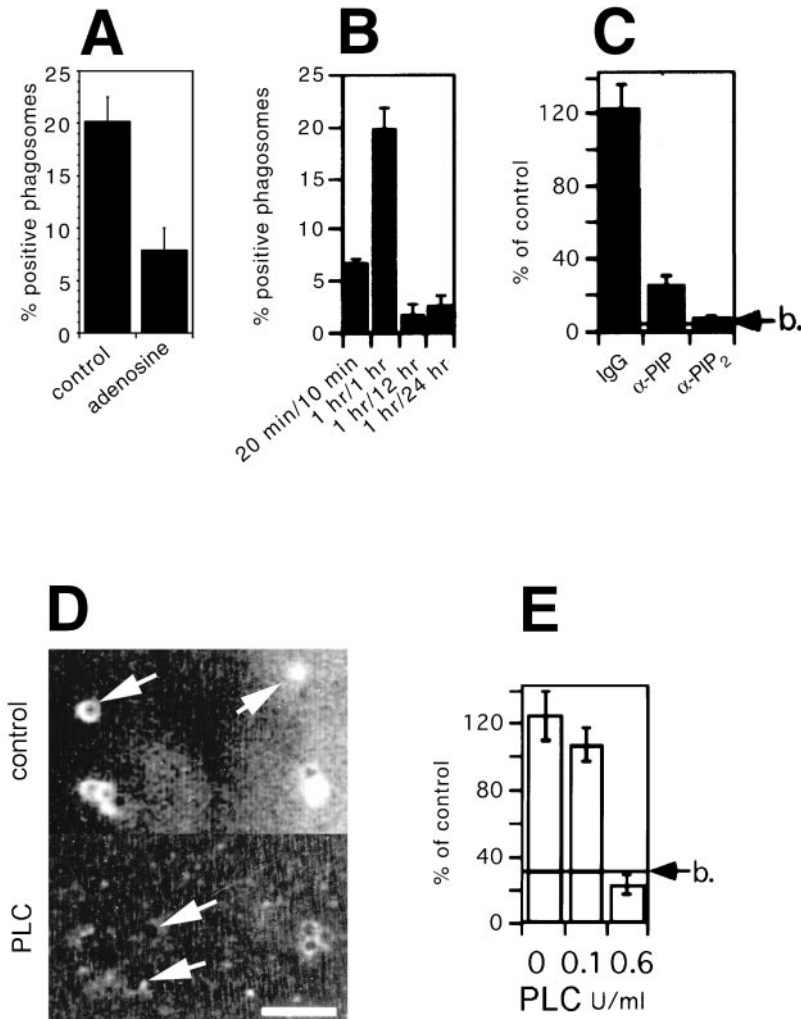 A
% positive phagosomes
25
20
15
10
5
0
control
adenosine
B
% positive phagosomes
25
20
15
10
5
0
20 min/10 min
1 hr/1 hr
1 hr/12 hr
1 hr/24 hr
C
% of control
120
80
40
0
b.
IgG
α-PIP
α-PIP₂
D
control
PLC
E
% of control
120
80
40
0
b.
0 0.1 0.6
PLC U/ml